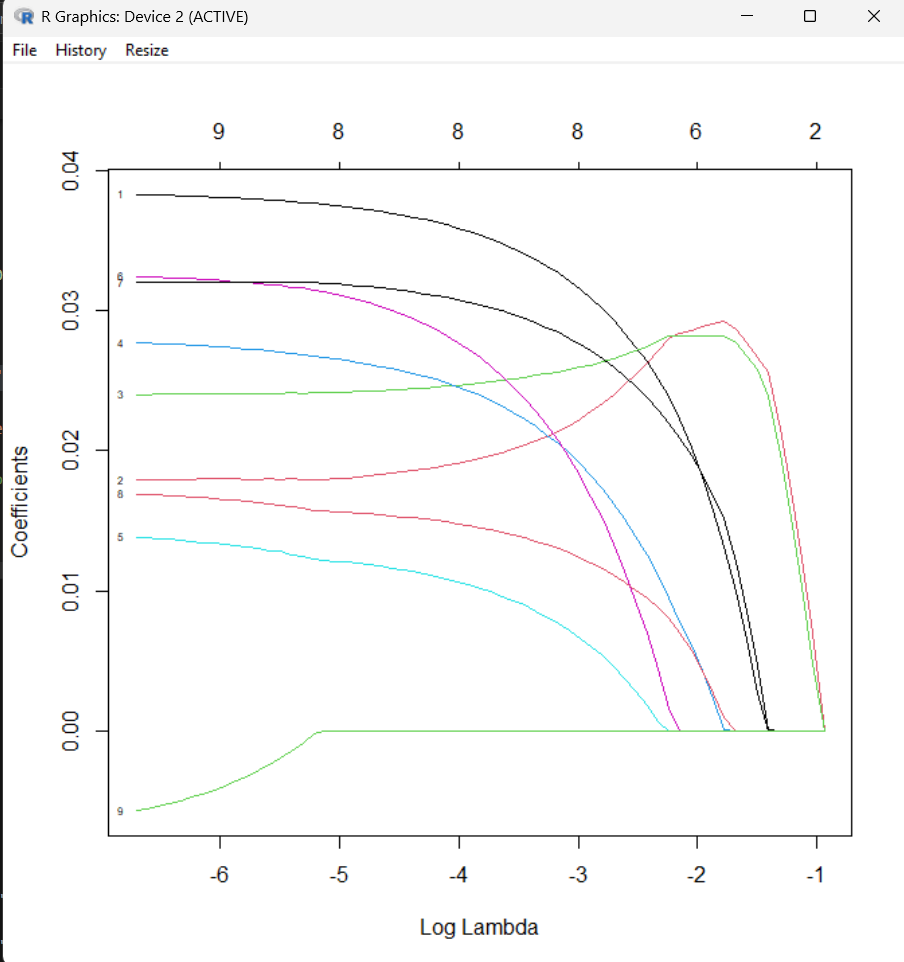 R Graphics: Device 2 (ACTIVE)
File History Resize
9 8 8 8 6 2
0.04
1
0.03
6
7
4
3
0.02
2
8
5
0.01
0.00
9
Coefficients
-6 -5 -4 -3 -2 -1
Log Lambda